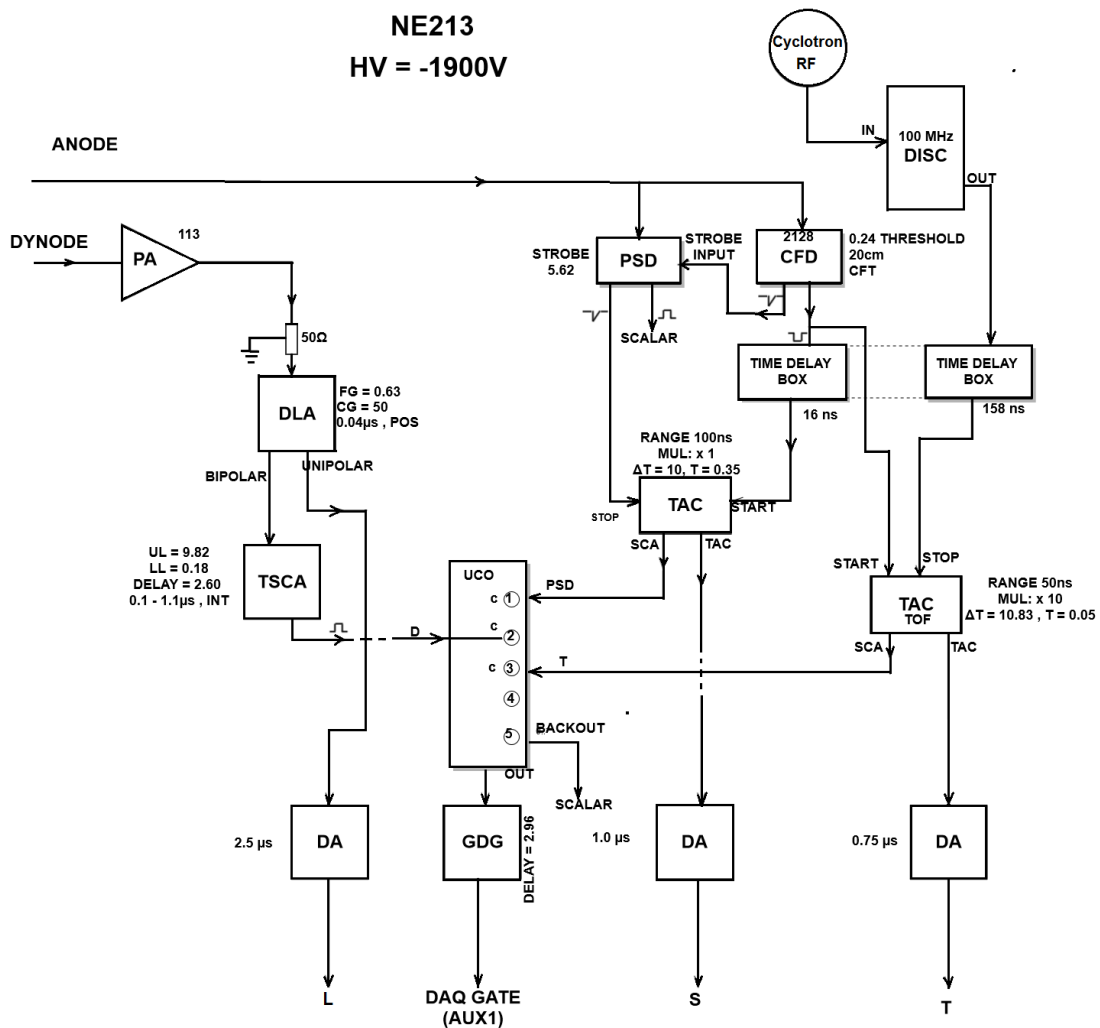 NE213
HV = -1900V
Cyclotron
RF
ANODE
IN
100 MHz
DISC
OUT
DYNODE
PA
113
STROBE
5.62
PSD
STROBE
INPUT
2128
CFD
0.24 THRESHOLD
20cm
CFT
SCALAR
50Ω
TIME DELAY
BOX
16 ns
TIME DELAY
BOX
158 ns
DLA
FG = 0.63
CG = 50
0.04µs , POS
BIPOLAR
UNIPOLAR
RANGE 100ns
MUL: x 1
ΔT = 10, T = 0.35
STOP
TAC
START
SCA
TAC
UL = 9.82
LL = 0.18
DELAY = 2.60
0.1 - 1.1µs , INT
TSCA
D
UCO
c 1
c 2
c 3
4
5
PSD
T
BACKOUT
OUT
SCALAR
START
STOP
TAC
TOF
RANGE 50ns
MUL: x 10
ΔT = 10.83 , T = 0.05
SCA
TAC
2.5 µs
DA
GDG
DELAY = 2.96
1.0 µs
DA
0.75 µs
DA
L
DAQ GATE
(AUX1)
S
T